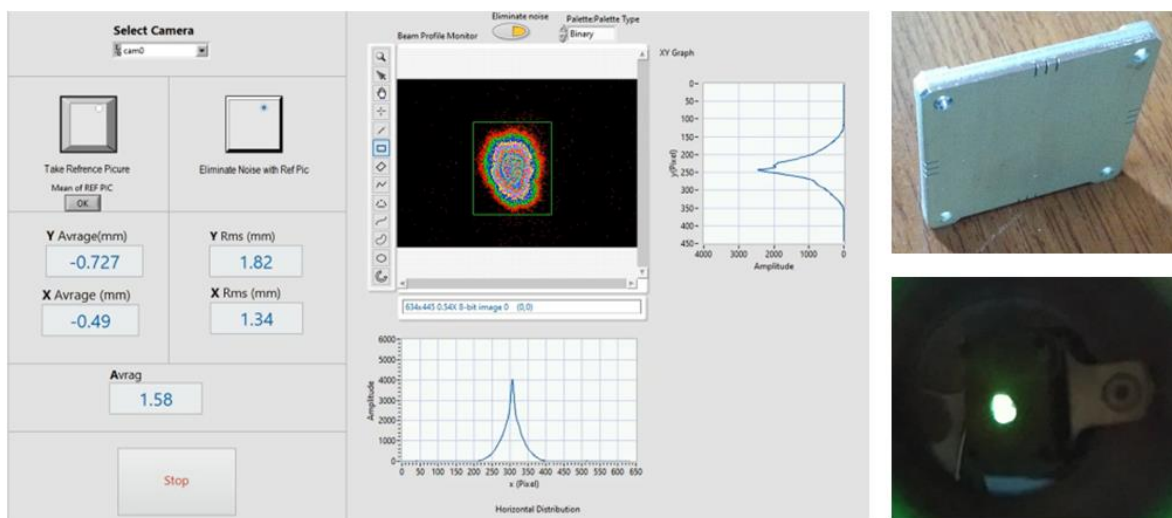 Select Camera
cam0
Take Refrence Picure
Mean of REF PIC
OK
Eliminate Noise with Ref Pic
Y Avrage(mm)
-0.727
Y Rms (mm)
1.82
X Avrage (mm)
-0.49
X Rms (mm)
1.34
Avrag
1.58
Stop
Eliminate noise
Palette:Palette Type
Binary
Beam Profile Monitor
634x445 0.54X 8-bit image 0 (0,0)
XY Graph
0-
50-
100-
150-
200-
250-
300-
350-
400-
450-
y(Pixel)
4000 3000 2000 1000 0
Amplitude
6000-
5000-
4000-
3000-
2000-
1000-
0-
Amplitude
0 50 100 150 200 250 300 350 400 450 500 550 600 650
x (Pixel)
Horizontal Distribution